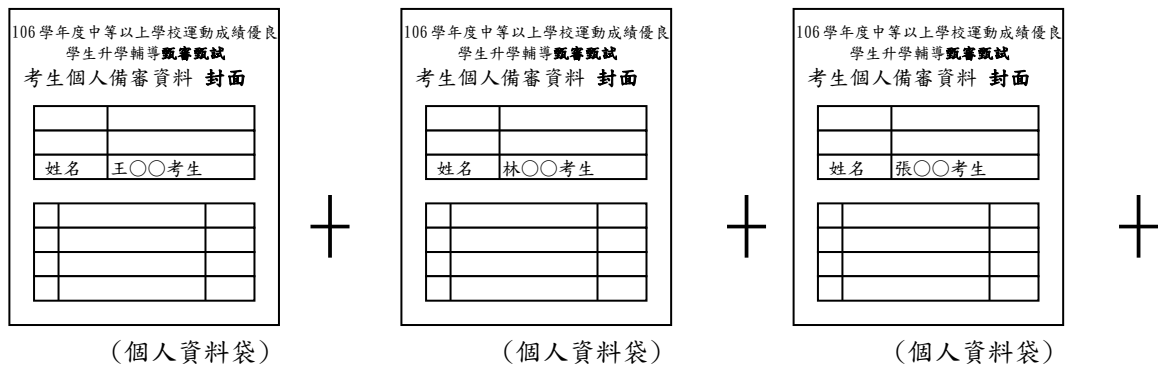 106學年度中等以上學校運動成績優良
學生升學輔導甄審甄試
考生個人備審資料 封面
姓名 王○○考生
(個人資料袋)
+
106學年度中等以上學校運動成績優良
學生升學輔導甄審甄試
考生個人備審資料 封面
姓名 林○○考生
(個人資料袋)
+
106學年度中等以上學校運動成績優良
學生升學輔導甄審甄試
考生個人備審資料 封面
姓名 張○○考生
(個人資料袋)
+